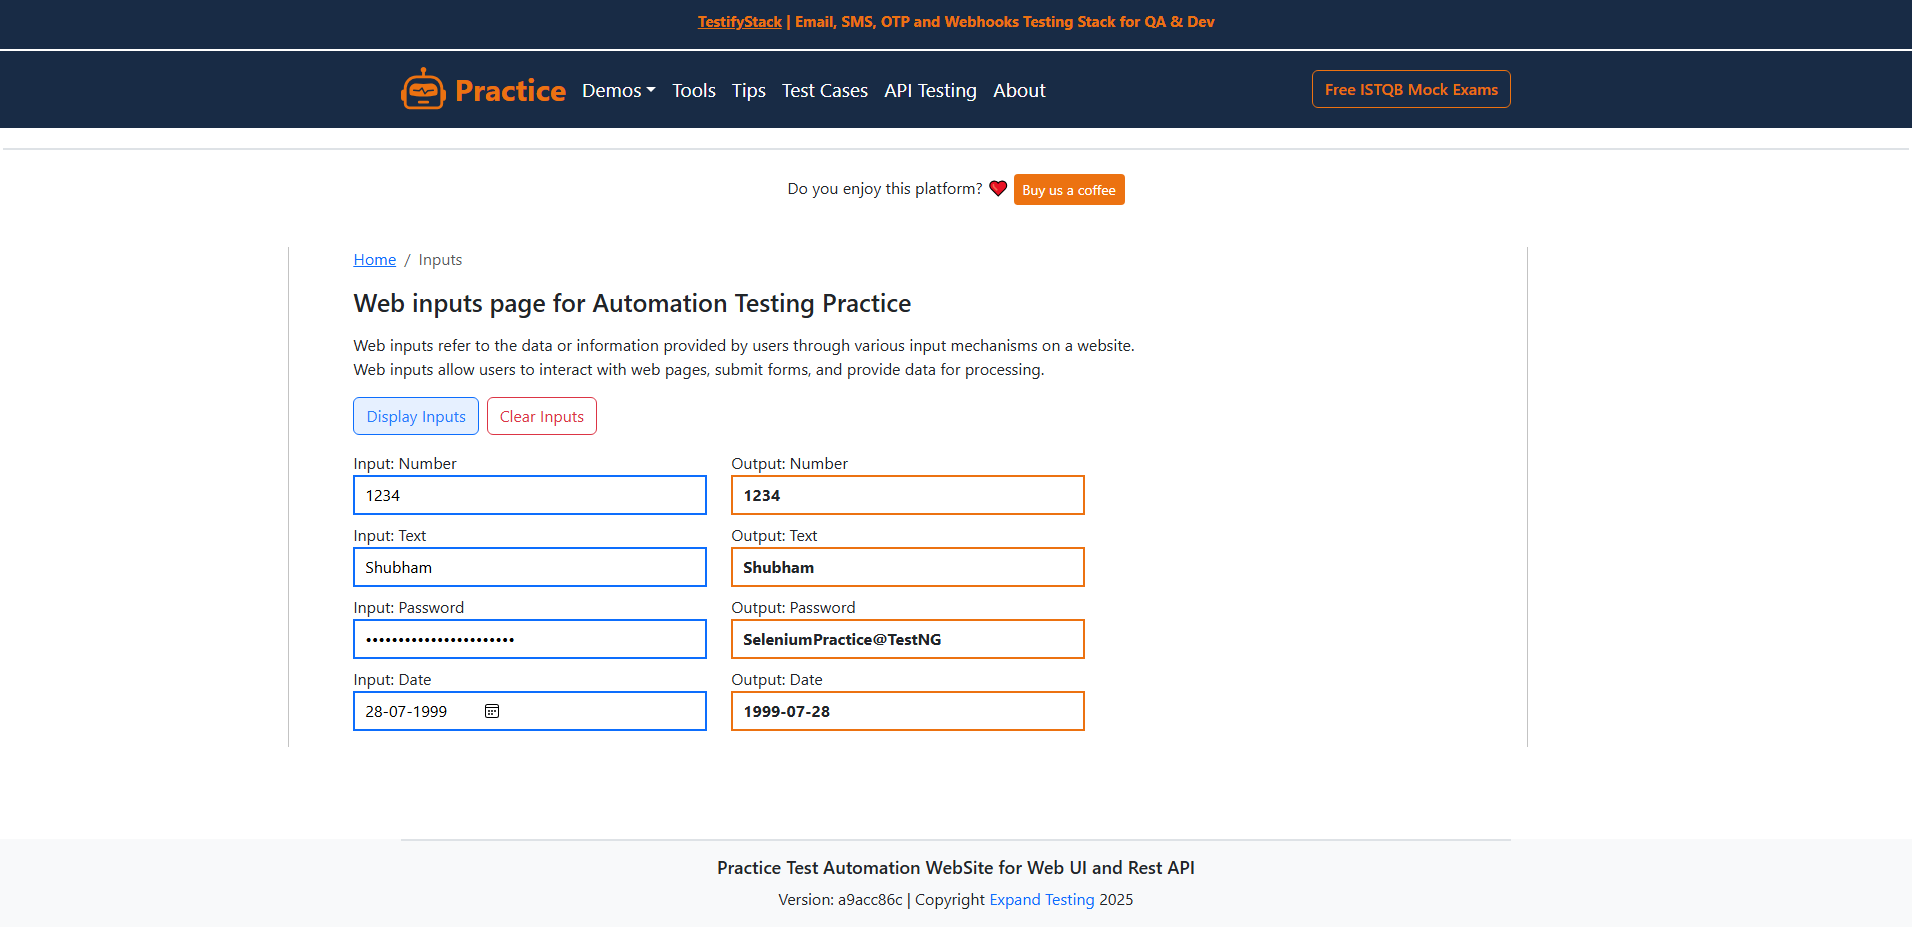 TestifyStack | Email, SMS, OTP and Webhooks Testing Stack for QA & Dev
Practice Demos Tools Tips Test Cases API Testing About Free ISTQB Mock Exams
Do you enjoy this platform? Buy us a coffee
Home / Inputs
Web inputs page for Automation Testing Practice
Web inputs refer to the data or information provided by users through various input mechanisms on a website.
Web inputs allow users to interact with web pages, submit forms, and provide data for processing.
Display Inputs Clear Inputs
Input: Number Output: Number
1234 1234
Input: Text Output: Text
Shubham Shubham
Input: Password Output: Password
••••••••••••••••••••••• SeleniumPractice@TestNG
Input: Date Output: Date
28-07-1999 1999-07-28
Practice Test Automation WebSite for Web UI and Rest API
Version: a9acc86c | Copyright Expand Testing 2025